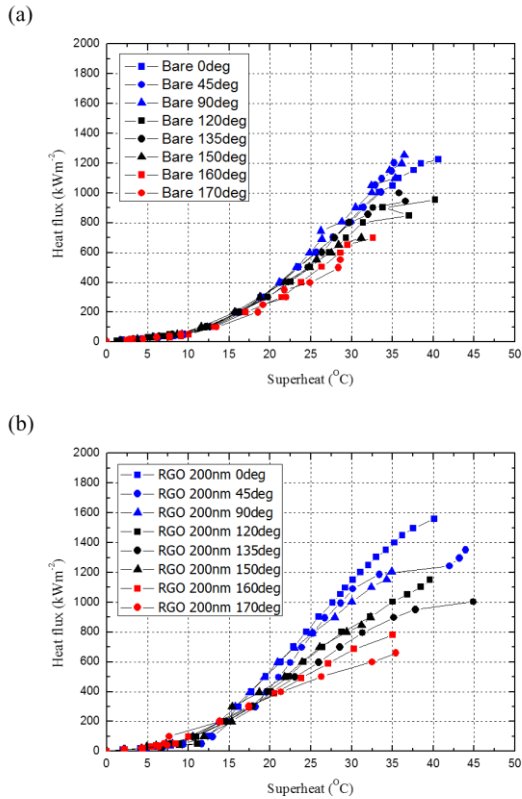 (a)
2000
1800
1600
1400
1200
1000
800
600
400
200
0
Heat flux (kWm⁻²)
Bare 0deg
Bare 45deg
Bare 90deg
Bare 120deg
Bare 135deg
Bare 150deg
Bare 160deg
Bare 170deg
0 5 10 15 20 25 30 35 40 45 50
Superheat (°C)
(b)
2000
1800
1600
1400
1200
1000
800
600
400
200
0
Heat flux (kWm⁻²)
RGO 200nm 0deg
RGO 200nm 45deg
RGO 200nm 90deg
RGO 200nm 120deg
RGO 200nm 135deg
RGO 200nm 150deg
RGO 200nm 160deg
RGO 200nm 170deg
0 5 10 15 20 25 30 35 40 45 50
Superheat (°C)